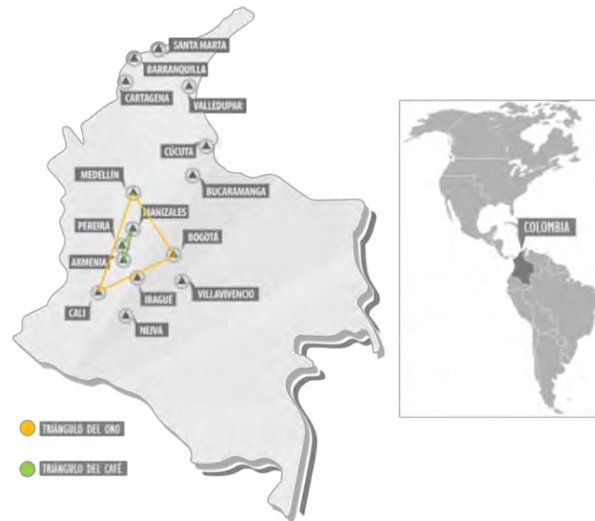 SANTA MARTA
BARRANQUILLA
CARTAGENA
VALLEDUPAR
CÚCUTA
MEDELLÍN
BUCARAMANGA
MANIZALES
PEREIRA
BOGOTÁ
ARMENIA
IBAGUÉ
VILLAVIVENCIO
CALI
NEIVA
COLOMBIA
TRIÁNGULO DEL ORO
TRIÁNGULO DEL CAFÉ